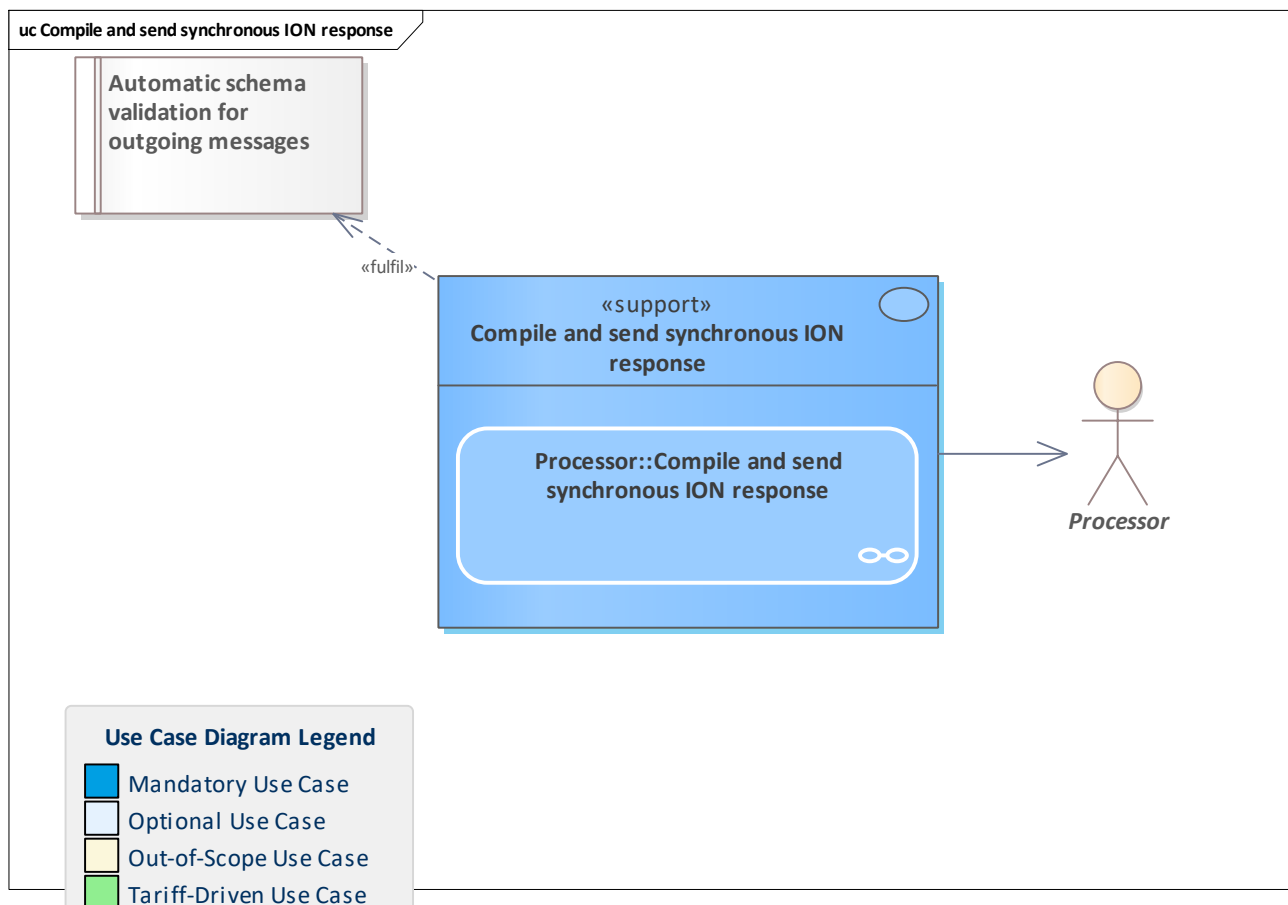 uc Compile and send synchronous ION response
Automatic schema
validation for
outgoing messages
«fulfil»
«support»
Compile and send synchronous ION
response
Processor::Compile and send
synchronous ION response
Processor
Use Case Diagram Legend
Mandatory Use Case
Optional Use Case
Out-of-Scope Use Case
Tariff-Driven Use Case